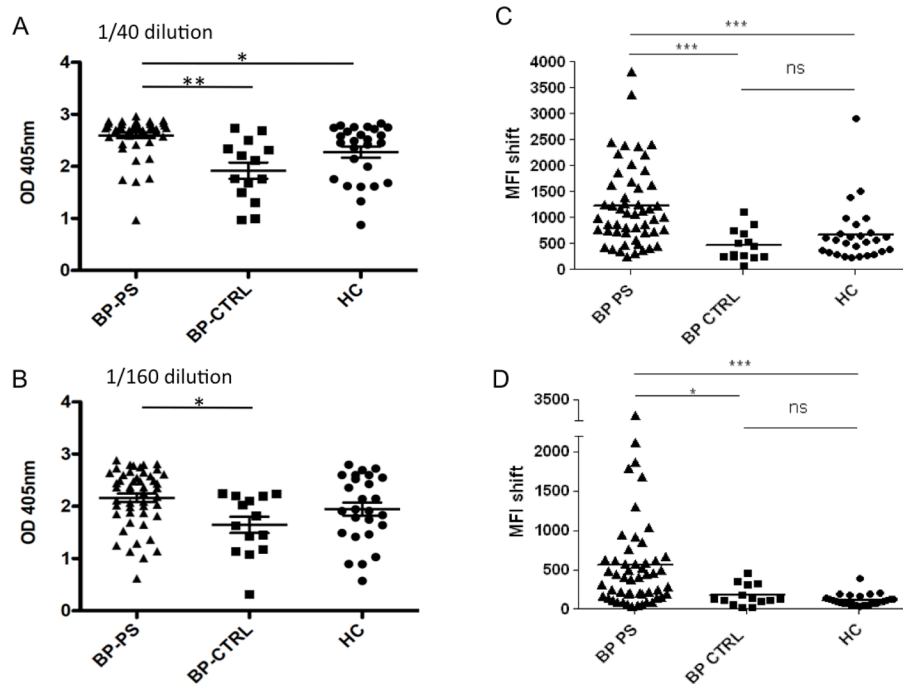 A
1/40 dilution
*
**
4
3
2
1
0
OD 405nm
BP-PS
BP-CTRL
HC
B
1/160 dilution
*
4
3
2
1
0
OD 405nm
BP-PS
BP-CTRL
HC
C
***
***
ns
4000
3500
3000
2500
2000
1500
1000
500
0
MFI shift
BP PS
BP CTRL
HC
D
***
*
ns
3500
2000
1500
1000
500
0
MFI shift
BP PS
BP CTRL
HC